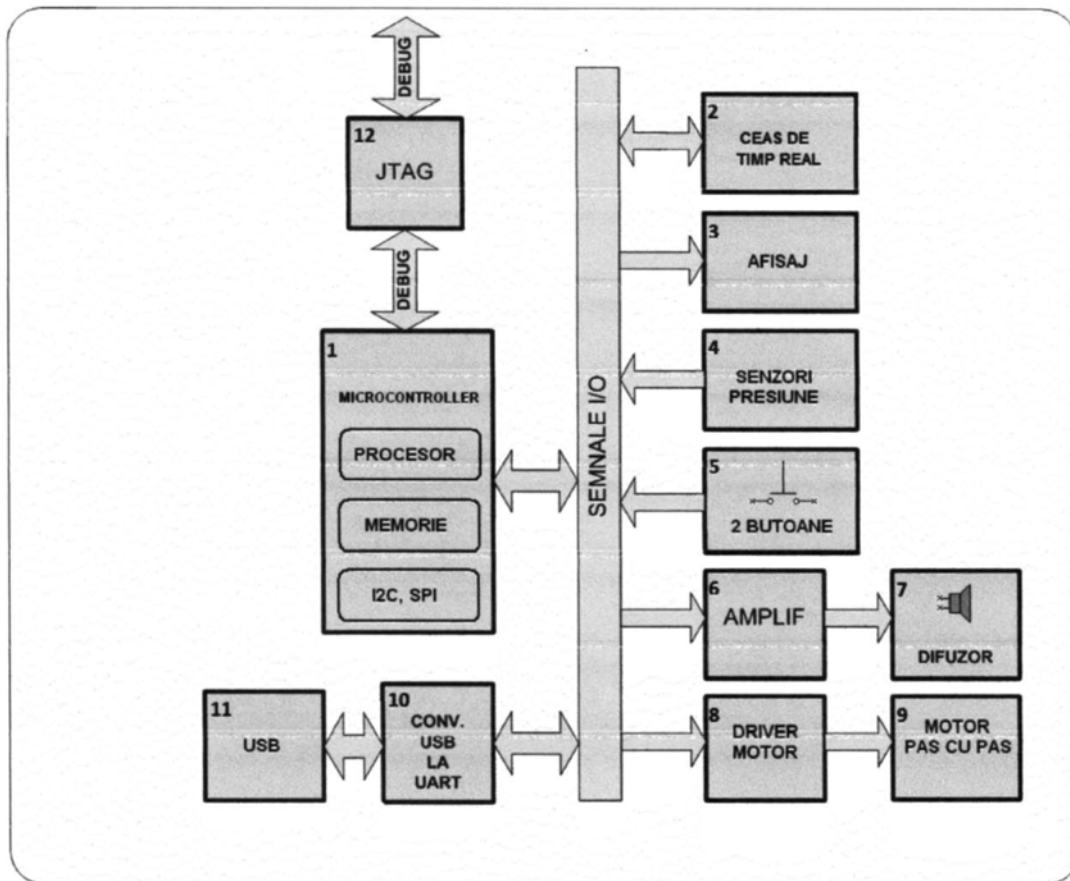 DEBUG
12
JTAG
DEBUG
1
MICROCONTROLLER
PROCESOR
MEMORIE
I2C, SPI
11
USB
10
CONV.
USB
LA
UART
SEMNALE I/O
2
CEAS DE
TIMP REAL
3
AFISAJ
4
SENZORI
PRESIUNE
5
2 BUTOANE
6
AMPLIF
7
DIFUZOR
8
DRIVER
MOTOR
9
MOTOR
PAS CU PAS